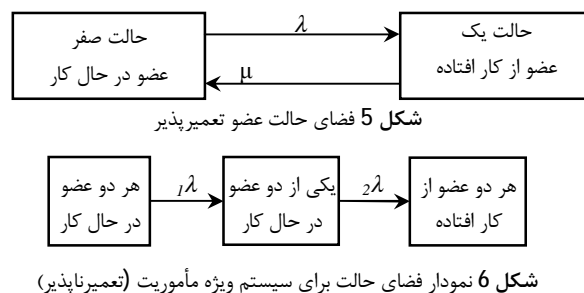 حالت صفر
عضو در حال کار
λ
μ
حالت یک
عضو از کار افتاده
شکل 5 فضای حالت عضو تعمیرپذیر
هر دو عضو
در حال کار
1λ
یکی از دو عضو
در حال کار
2λ
هر دو عضو از
کار افتاده
شکل 6 نمودار فضای حالت برای سیستم ویژه مأموریت (تعمیرناپذیر)